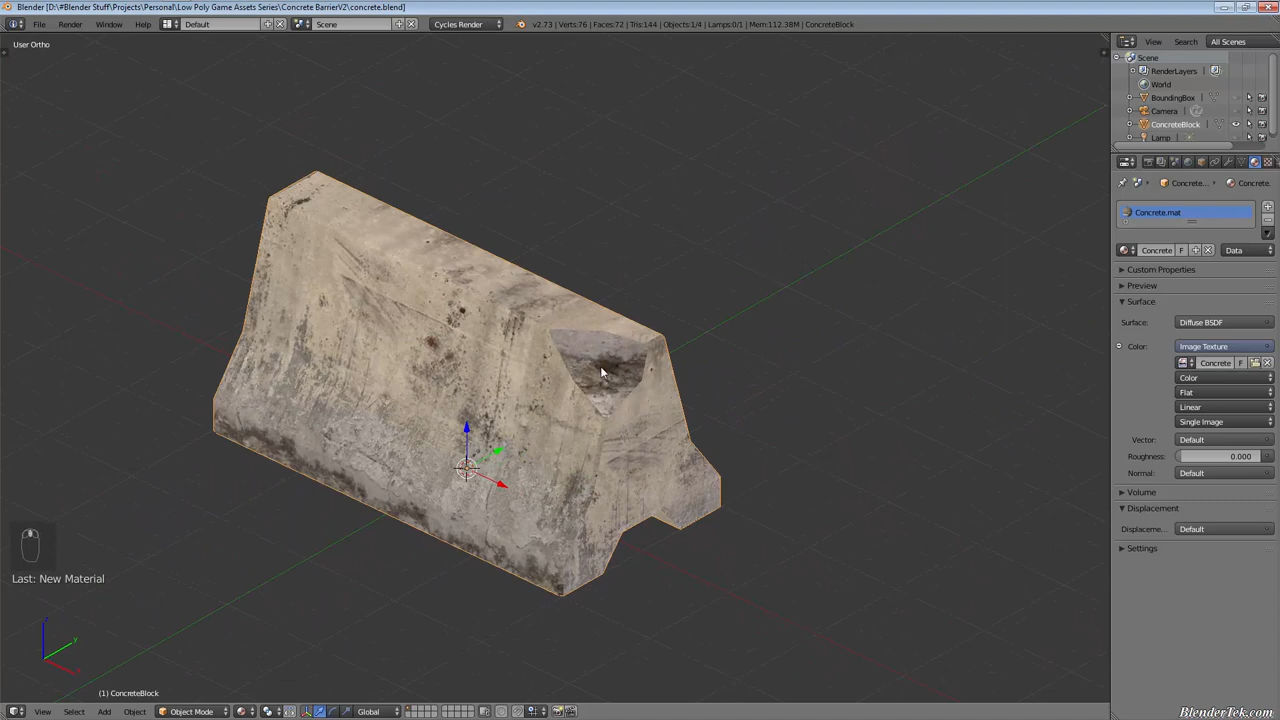 Blender [D:\#Blender Stuff\Projects\Personal\Low Poly Game Assets Series\Concrete BarrierV2\concrete.blend]
File Render Window Help Default Scene Cycles Render v2.73 | Verts:76 | Faces:72 | Tris:144 | Objects:1/4 | Lamps:0/1 | Mem:112.38M | ConcreteBlock
View Search All Scenes
User Ortho
Scene
RenderLayers
World
BoundingBox
Camera
ConcreteBlock
Lamp
Concrete... Concrete.
Concrete.mat
Concrete F Data
Custom Properties
Preview
Surface
Surface: Diffuse BSDF
Color: Image Texture
Concrete F
Color
Flat
Linear
Single Image
Vector: Default
Roughness: 0.000
Normal: Default
Volume
Displacement
Displaceme... Default
Settings
Last: New Material
z
y
x
(1) ConcreteBlock
View Select Add Object Object Mode Global
BlenderTek.com